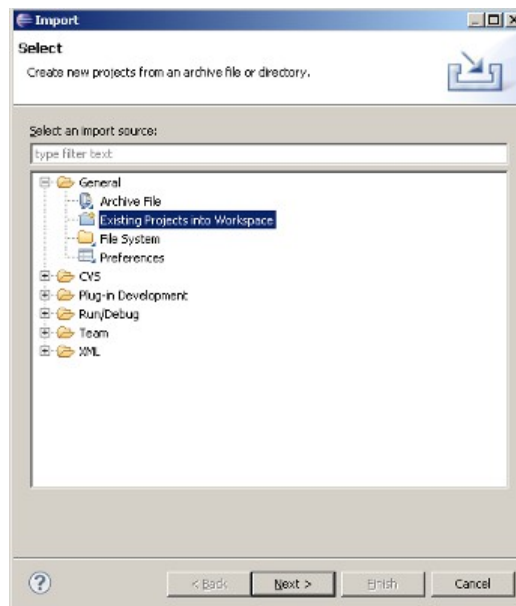 Import
Select
Create new projects from an archive file or directory.
Select an import source:
type filter text
General
Archive File
Existing Projects into Workspace
File System
Preferences
CVS
Plug-in Development
Run/Debug
Team
XML
? < Back Next > Finish Cancel